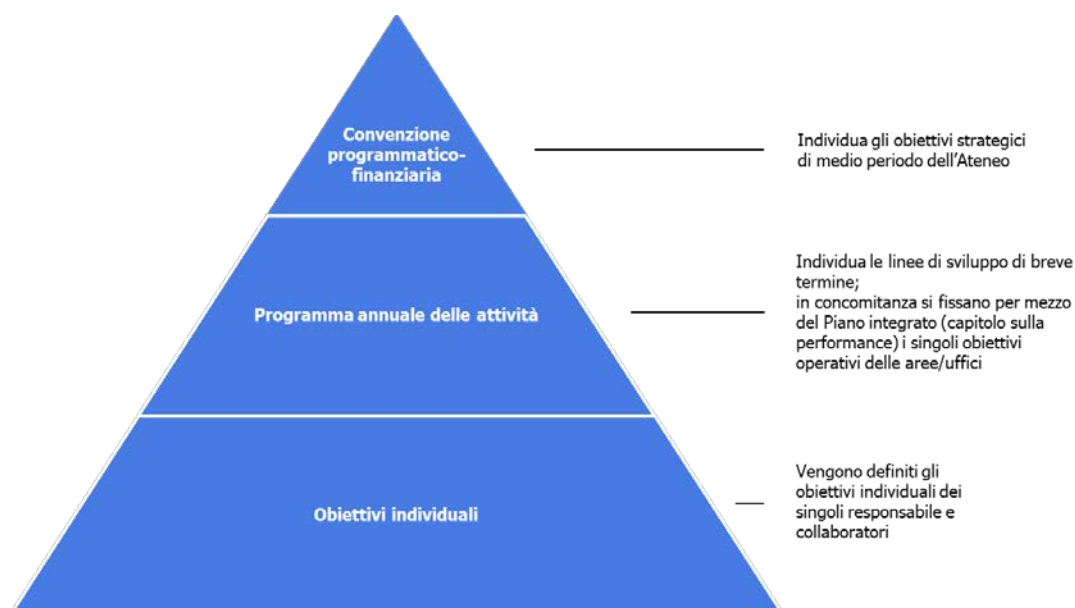 Convenzione
programmatico-
finanziaria
Individua gli obiettivi strategici
di medio periodo dell'Ateneo
Programma annuale delle attività
Individua le linee di sviluppo di breve
termine;
in concomitanza si fissano per mezzo
del Piano integrato (capitolo sulla
performance) i singoli obiettivi
operativi delle aree/uffici
Obiettivi individuali
Vengono definiti gli
obiettivi individuali dei
singoli responsabile e
collaboratori